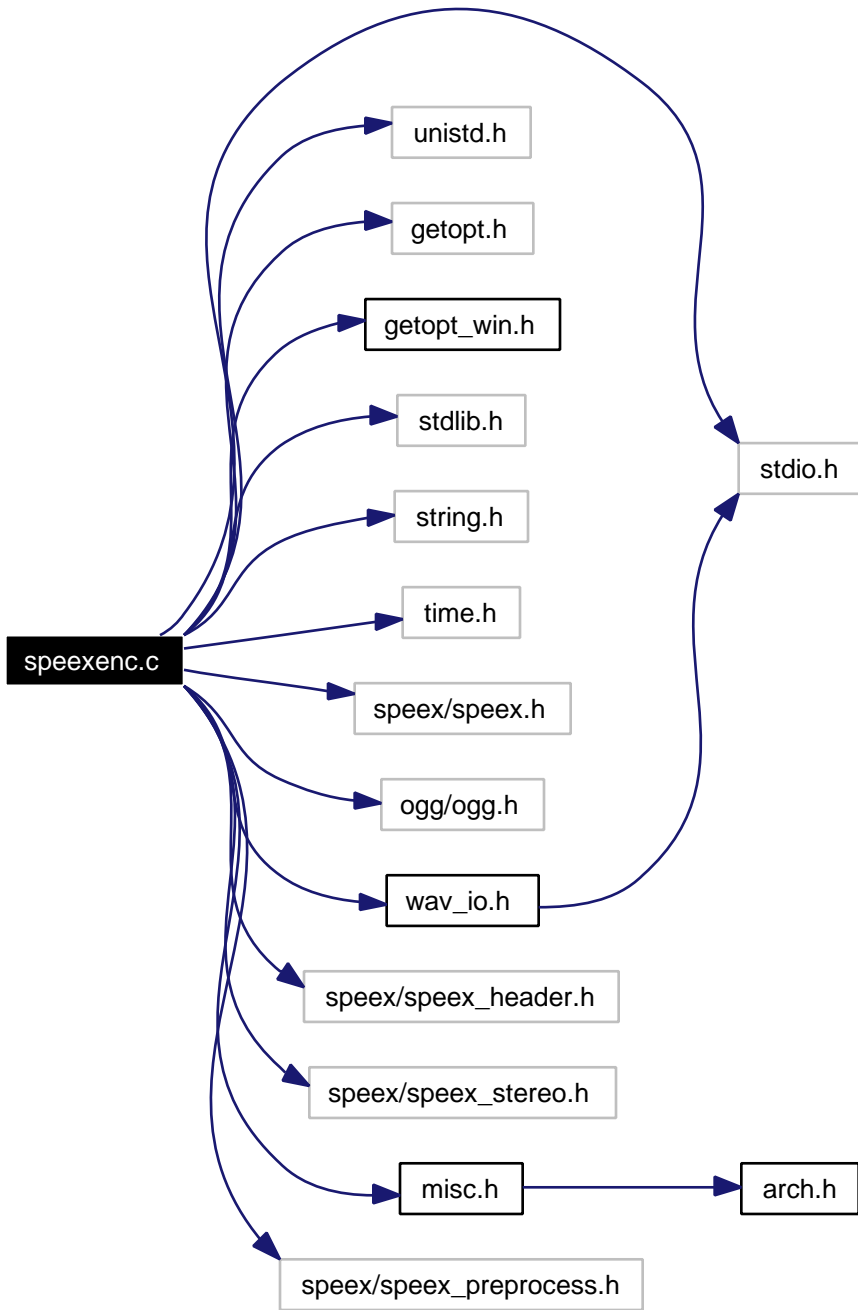 unistd.h
getopt.h
getopt_win.h
stdlib.h
stdio.h
string.h
time.h
speexenc.c
speex/speex.h
ogg/ogg.h
wav_io.h
speex/speex_header.h
speex/speex_stereo.h
misc.h
arch.h
speex/speex_preprocess.h